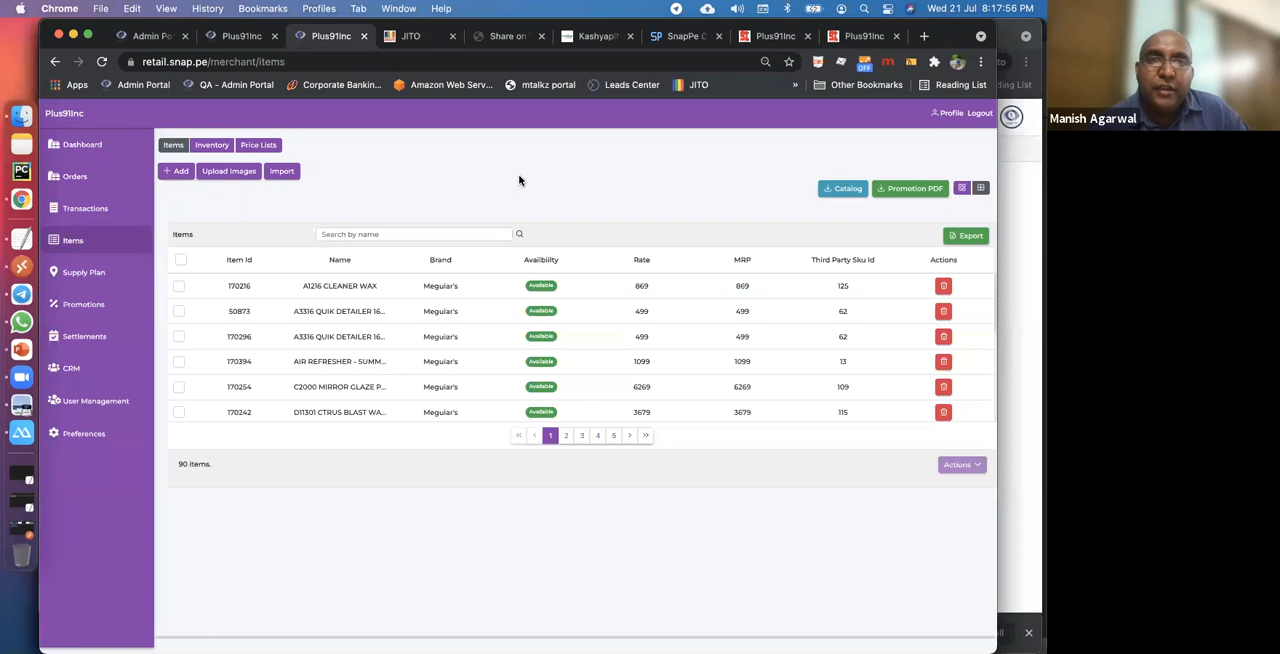 Chrome File Edit View History Bookmarks Profiles Tab Window Help Wed 21 Jul 8:17:56 PM
Admin Po Plus91Inc Plus91Inc JITO Share on KashyapI SnapPe C Plus91Inc Plus91Inc
retail.snap.pe/merchant/items
OFF
Apps Admin Portal QA - Admin Portal Corporate Bankin... Amazon Web Serv... mtalkz portal Leads Center JITO » Other Bookmarks Reading List
ding List
Manish Agarwal
Plus91Inc
Profile Logout
Dashboard
Orders
Transactions
Items
Supply Plan
Promotions
Settlements
CRM
User Management
Preferences
Items Inventory Price Lists
+ Add Upload Images Import
Catalog Promotion PDF
Items Search by name Export
Item Id Name Brand Availbiilty Rate MRP Third Party Sku Id Actions
170216 A1216 CLEANER WAX Meguiar's Available 869 869 125
50873 A3316 QUIK DETAILER 16... Meguiar's Available 499 499 62
170296 A3316 QUIK DETAILER 16... Meguiar's Available 499 499 62
170394 AIR REFRESHER - SUMM... Meguiar's Available 1099 1099 13
170254 C2000 MIRROR GLAZE P... Meguiar's Available 6269 6269 109
170242 D11301 CTRUS BLAST WA... Meguiar's Available 3679 3679 115
« ‹ 1 2 3 4 5 › »
90 items. Actions
PC